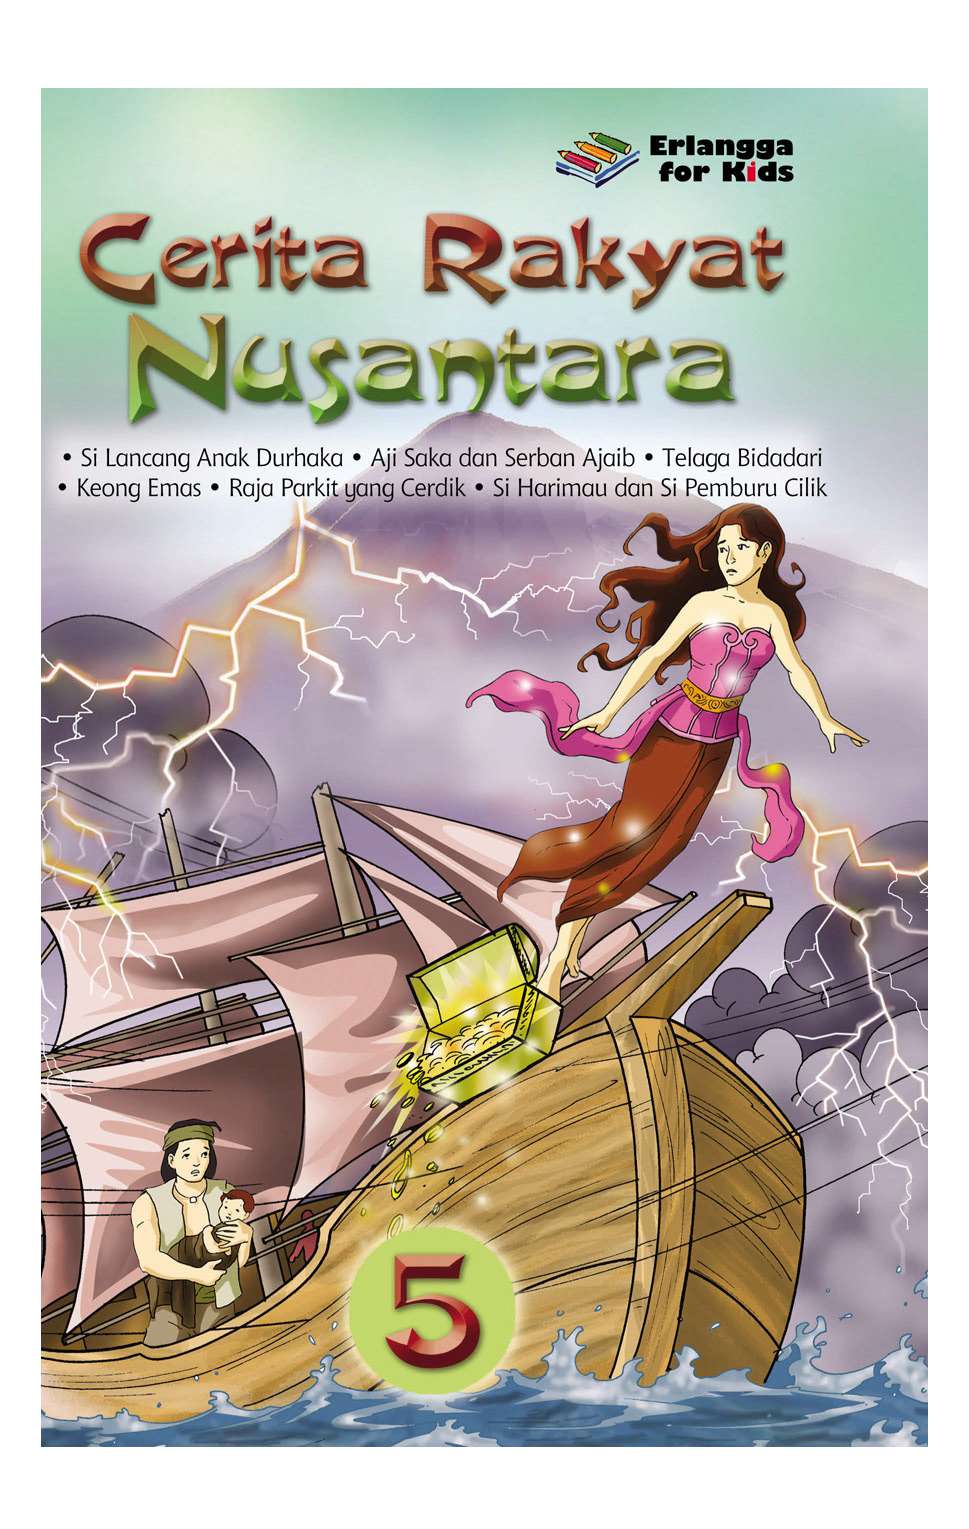 Erlangga
for Kids
Cerita Rakyat
Nusantara
• Si Lancang Anak Durhaka • Aji Saka dan Serban Ajaib • Telaga Bidadari
• Keong Emas • Raja Parkit yang Cerdik • Si Harimau dan Si Pemburu Cilik
5